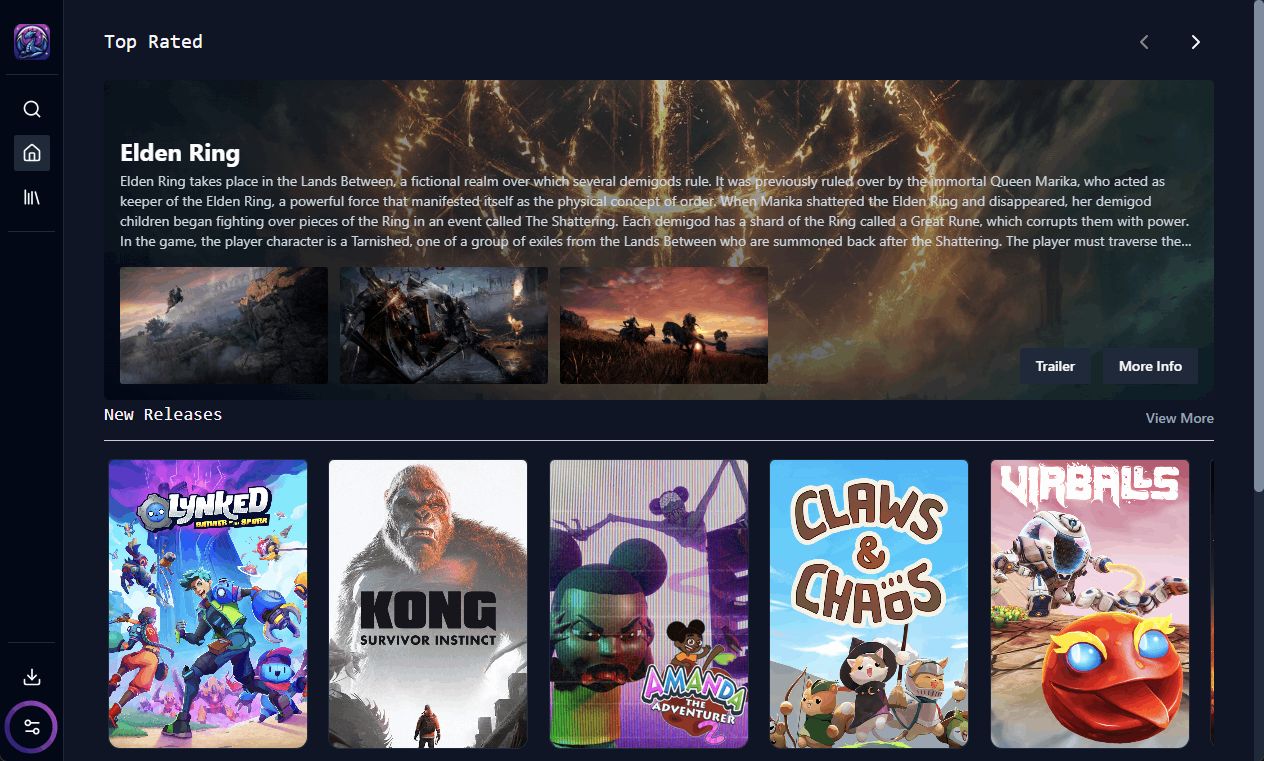 Top Rated
Elden Ring
Elden Ring takes place in the Lands Between, a fictional realm over which several demigods rule. It was previously ruled over by the immortal Queen Marika, who acted as
keeper of the Elden Ring, a powerful force that manifested itself as the physical concept of order. When Marika shattered the Elden Ring and disappeared, her demigod
children began fighting over pieces of the Ring in an event called The Shattering. Each demigod has a shard of the Ring called a Great Rune, which corrupts them with power.
In the game, the player character is a Tarnished, one of a group of exiles from the Lands Between who are summoned back after the Shattering. The player must traverse the...
Trailer
More Info
New Releases
View More
LYNKED
BANNER OF THE SPARK
KONG
SURVIVOR INSTINCT
AMANDA
THE
ADVENTURER
2
CLAWS
&
CHAOS
VIRBALLS